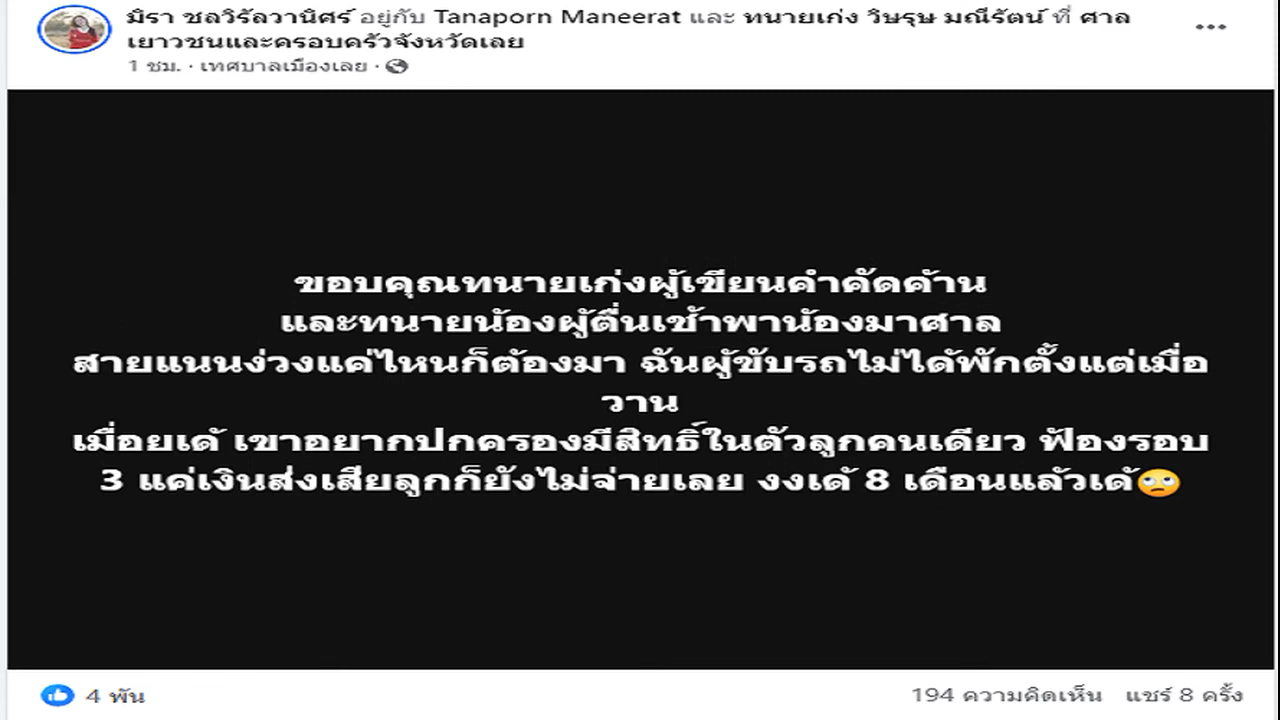 มิรา ชลวิรัลวานิศร์ อยู่กับ Tanaporn Maneerat และ ทนายเก่ง วิษรุษ มณีรัตน์ ที่ ศาล
เยาวชนและครอบครัวจังหวัดเลย
1 ชม. · เทศบาลเมืองเลย ·
ขอบคุณทนายเก่งผู้เขียนคำคัดค้าน
และทนายน้องผู้ตื่นเช้าพาน้องมาศาล
สายแนนง่วงแค่ไหนก็ต้องมา ฉันผู้ขับรถไม่ได้พักตั้งแต่เมื่อ
วาน
เมื่อยเด้ เขาอยากปกครองมีสิทธิ์ในตัวลูกคนเดียว ฟ้องรอบ
3 แค่เงินส่งเสียลูกก็ยังไม่จ่ายเลย งงเด้ 8 เดือนแล้วเด้🙄
4 พัน
194 ความคิดเห็น แชร์ 8 ครั้ง